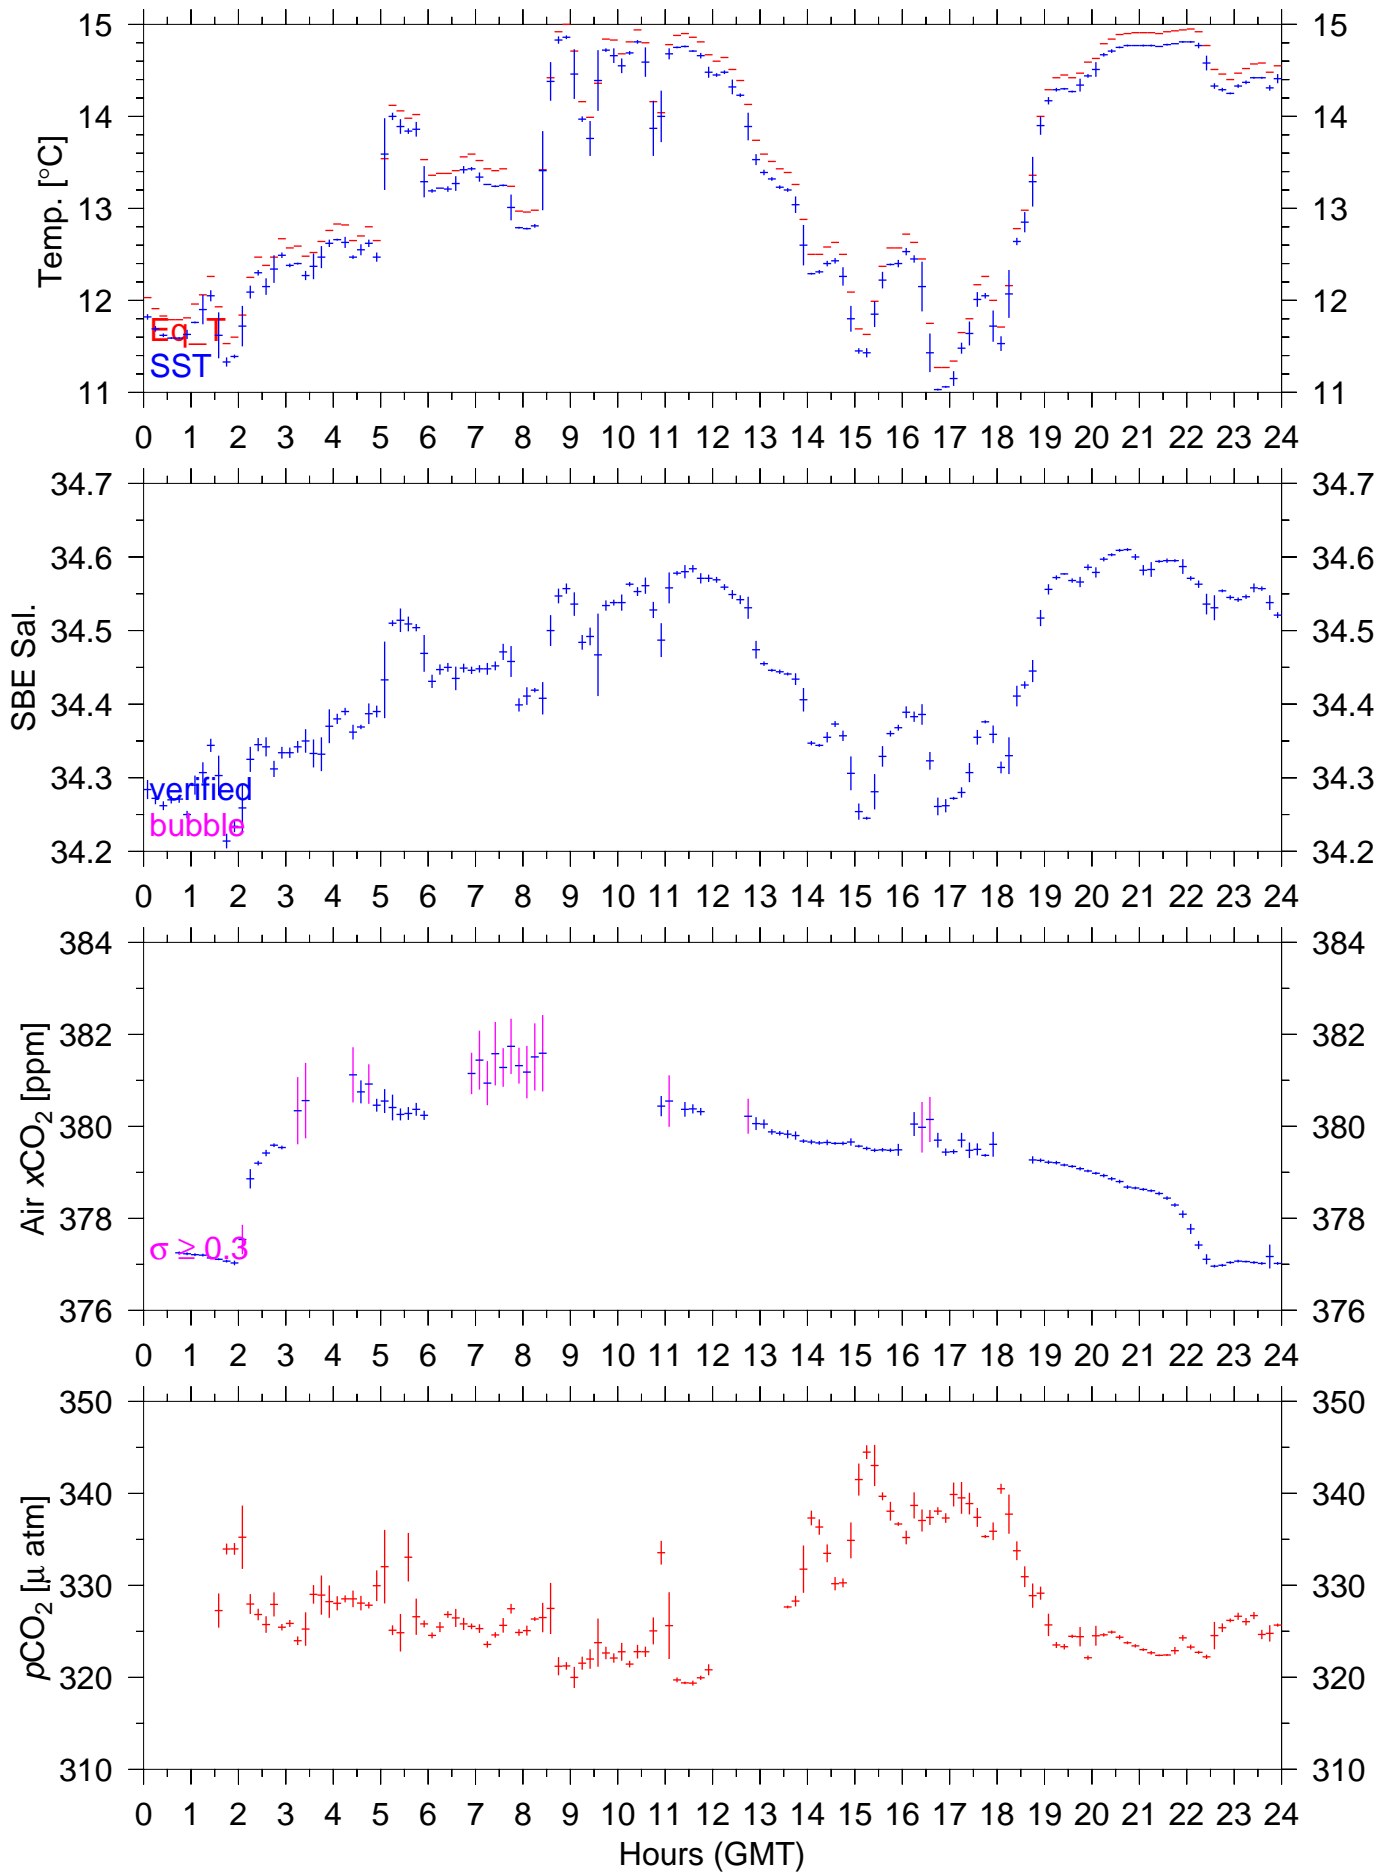 15 15
14 14
13 13
12 12
11 11
Temp. [°C]
Eq_T
SST
0 1 2 3 4 5 6 7 8 9 10 11 12 13 14 15 16 17 18 19 20 21 22 23 24
34.7 34.7
34.6 34.6
34.5 34.5
34.4 34.4
34.3 34.3
34.2 34.2
SBE Sal.
verified
bubble
0 1 2 3 4 5 6 7 8 9 10 11 12 13 14 15 16 17 18 19 20 21 22 23 24
384 384
382 382
380 380
378 378
376 376
Air xCO₂ [ppm]
σ ≥ 0.3
0 1 2 3 4 5 6 7 8 9 10 11 12 13 14 15 16 17 18 19 20 21 22 23 24
350 350
340 340
330 330
320 320
310 310
pCO₂ [μ atm]
0 1 2 3 4 5 6 7 8 9 10 11 12 13 14 15 16 17 18 19 20 21 22 23 24
Hours (GMT)